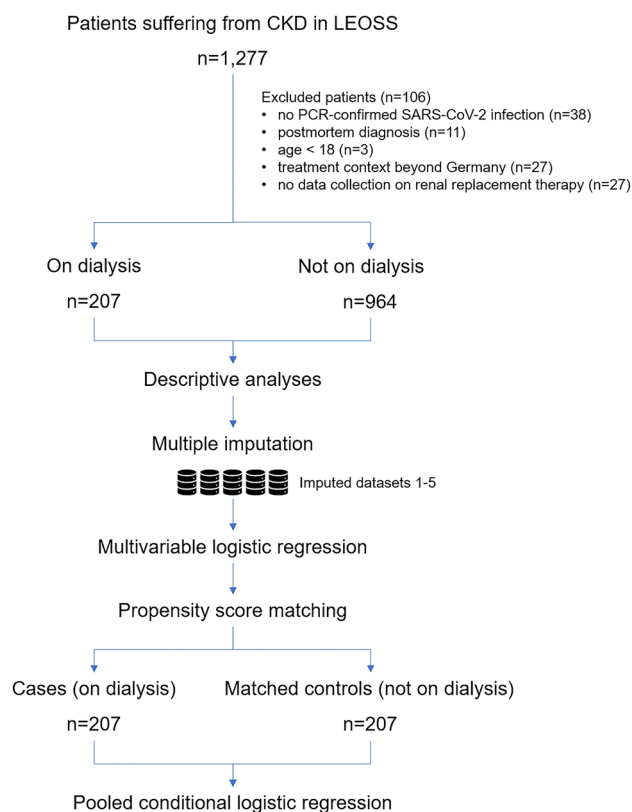 Patients suffering from CKD in LEOSS
n=1,277
Excluded patients (n=106)
• no PCR-confirmed SARS-CoV-2 infection (n=38)
• postmortem diagnosis (n=11)
• age < 18 (n=3)
• treatment context beyond Germany (n=27)
• no data collection on renal replacement therapy (n=27)
On dialysis
Not on dialysis
n=207
n=964
Descriptive analyses
Multiple imputation
Imputed datasets 1-5
Multivariable logistic regression
Propensity score matching
Cases (on dialysis)
Matched controls (not on dialysis)
n=207
n=207
Pooled conditional logistic regression